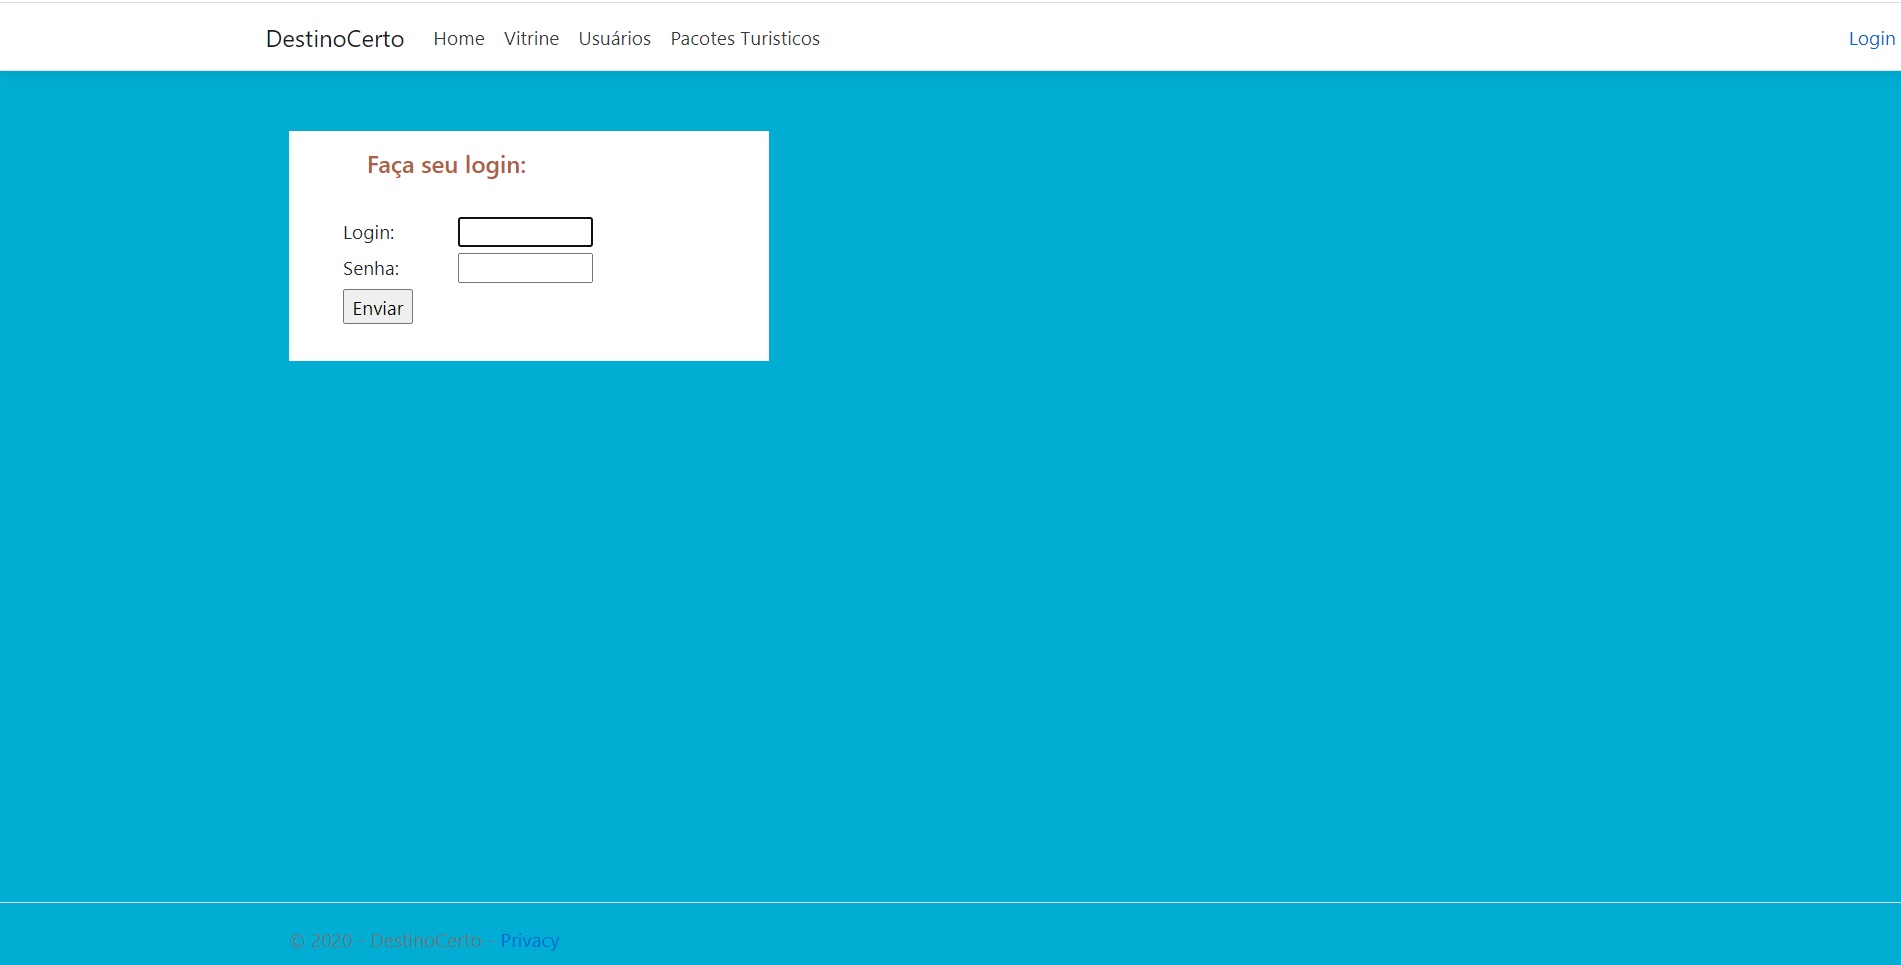 DestinoCerto Home Vitrine Usuários Pacotes Turisticos Login
Faça seu login:
Login:
Senha:
Enviar
© 2020 - DestinoCerto - Privacy